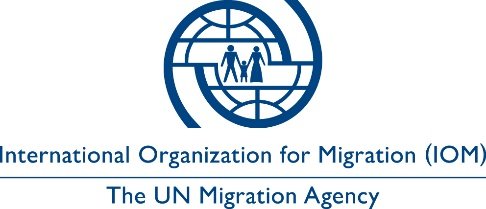 International Organization for Migration (IOM)
The UN Migration Agency